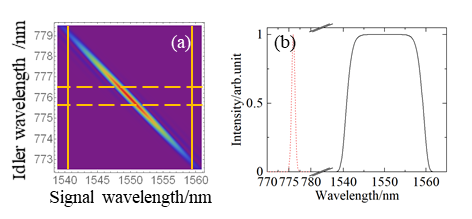 (a)
Idler wavelength /nm
779
778
777
776
775
774
773
1540 1545 1550 1555 1560
Signal wavelength/nm
(b)
Intensity/arb.unit
1
0.5
0
770 775 780 1540 1550 1560
Wavelength/nm